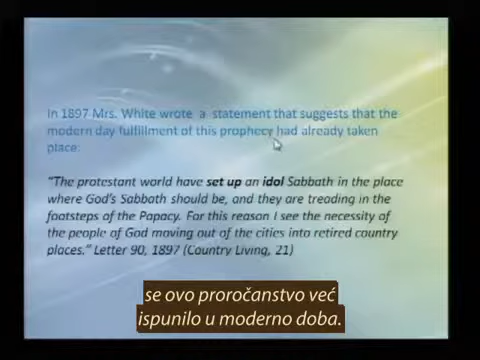 In 1897 Mrs. White wrote a statement that suggests that the
modern day fulfillment of this prophecy had already taken
place:
"The protestant world have set up an idol Sabbath in the place
where God's Sabbath should be, and they are treading in the
footsteps of the Papacy. For this reason I see the necessity of
the people of God moving out of the cities into retired country
places." Letter 90, 1897 (Country Living, 21)
se ovo proročanstvo već
ispunilo u moderno doba.